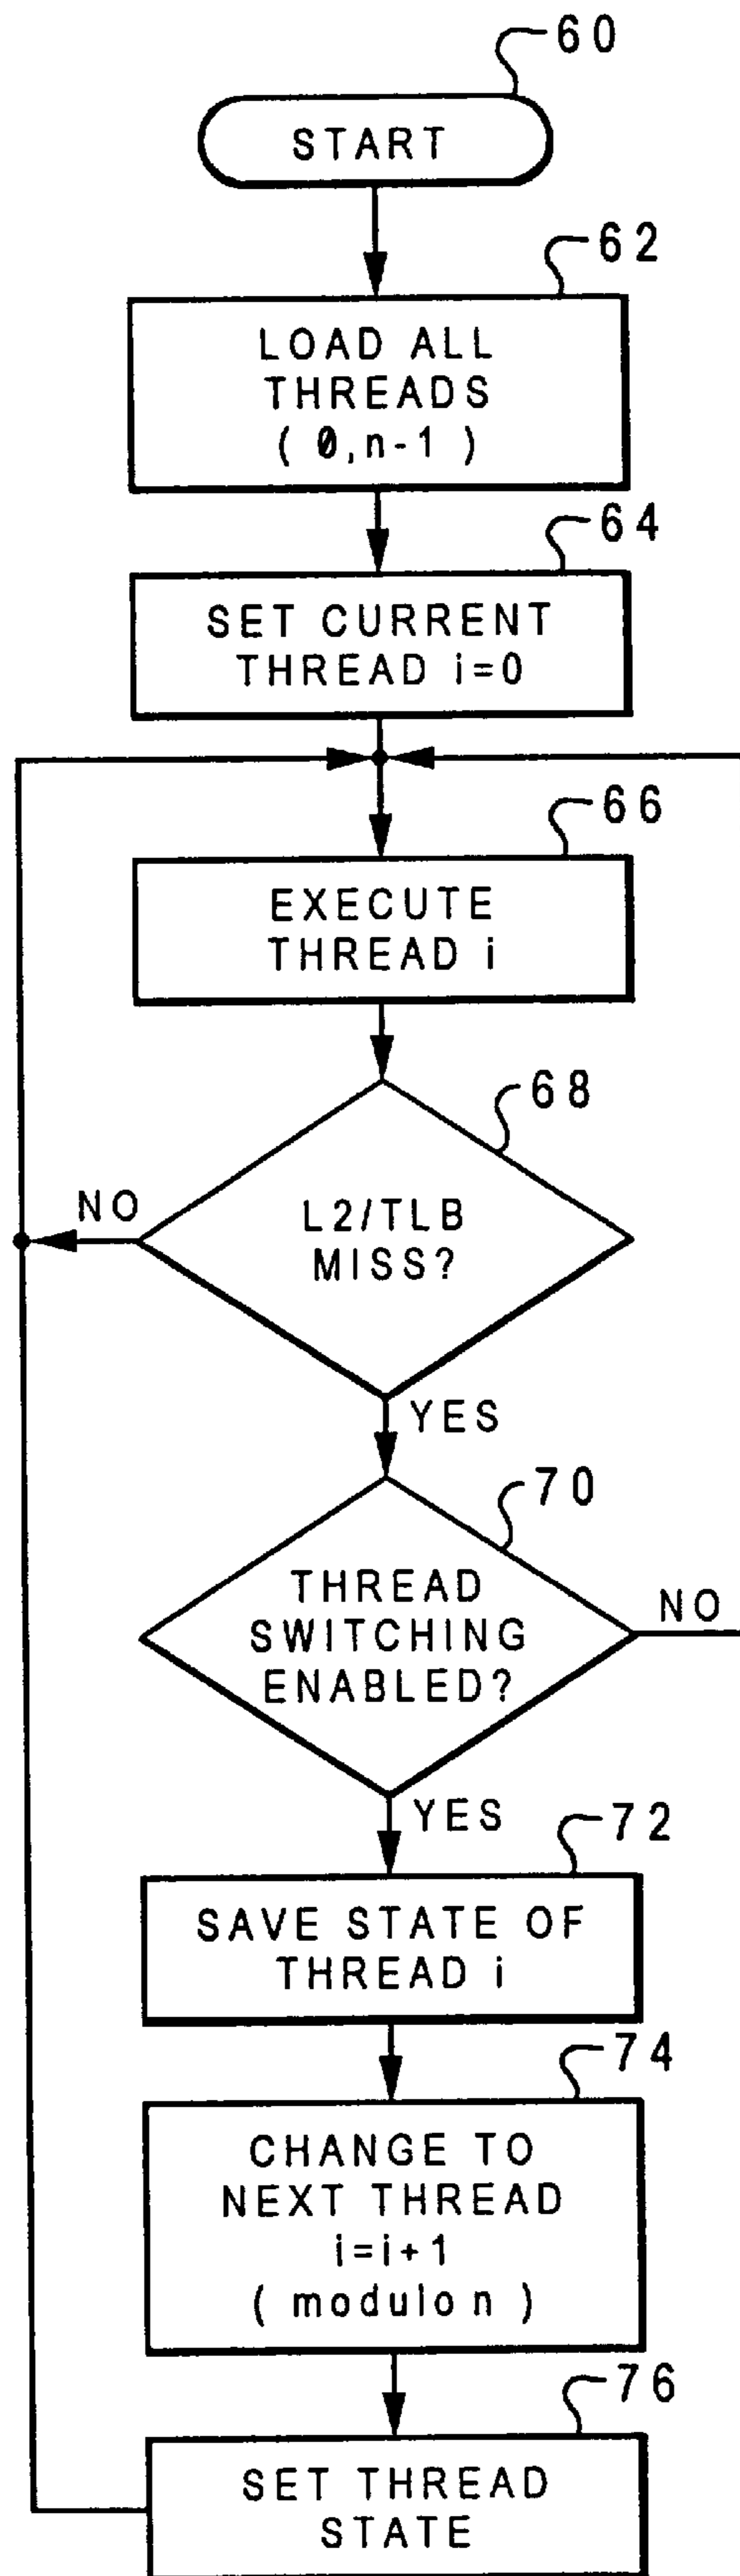 60
START
62
LOAD ALL
THREADS
( 0,n-1 )
64
SET CURRENT
THREAD i=0
66
EXECUTE
THREAD i
68
L2/TLB
MISS?
NO
YES
70
THREAD
SWITCHING
ENABLED?
NO
YES
72
SAVE STATE OF
THREAD i
74
CHANGE TO
NEXT THREAD
i=i+1
( modulo n )
76
SET THREAD
STATE